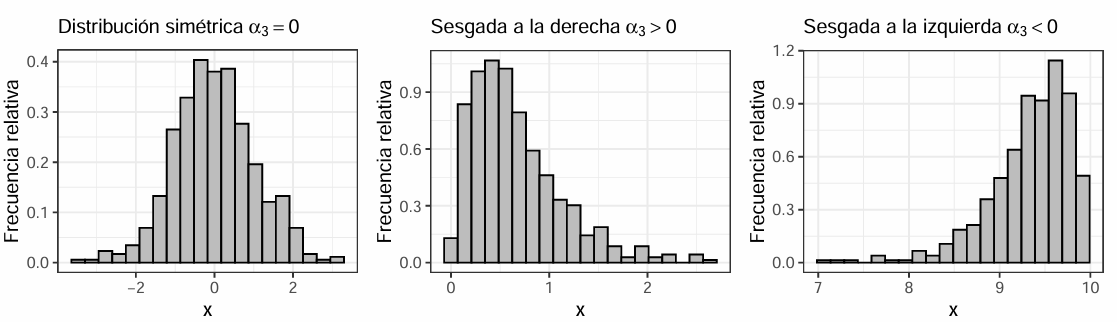 Distribución simétrica α₃ = 0
Frecuencia relativa
0.4
0.3
0.2
0.1
0.0
−2
0
2
x
Sesgada a la derecha α₃ > 0
Frecuencia relativa
0.9
0.6
0.3
0.0
0
1
2
x
Sesgada a la izquierda α₃ < 0
Frecuencia relativa
1.2
0.9
0.6
0.3
0.0
7
8
9
10
x